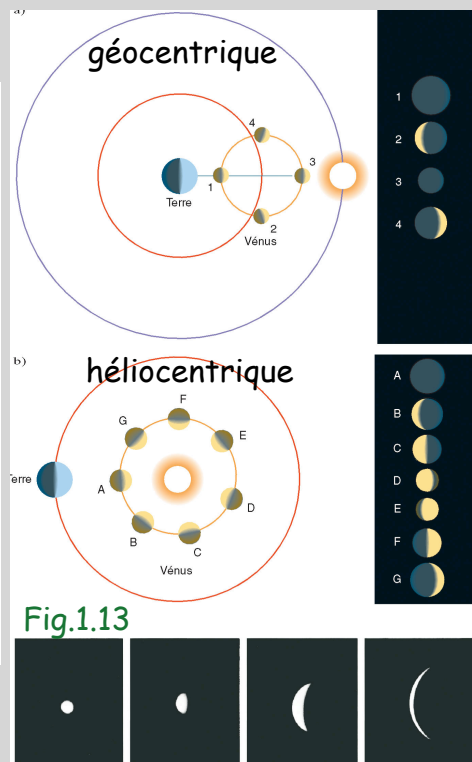 a)
géocentrique
4
3
1
Terre
2
Vénus
1
2
3
4
b)
héliocentrique
F
G
E
Terre
A
D
B
C
Vénus
A
B
C
D
E
F
G
Fig.1.13